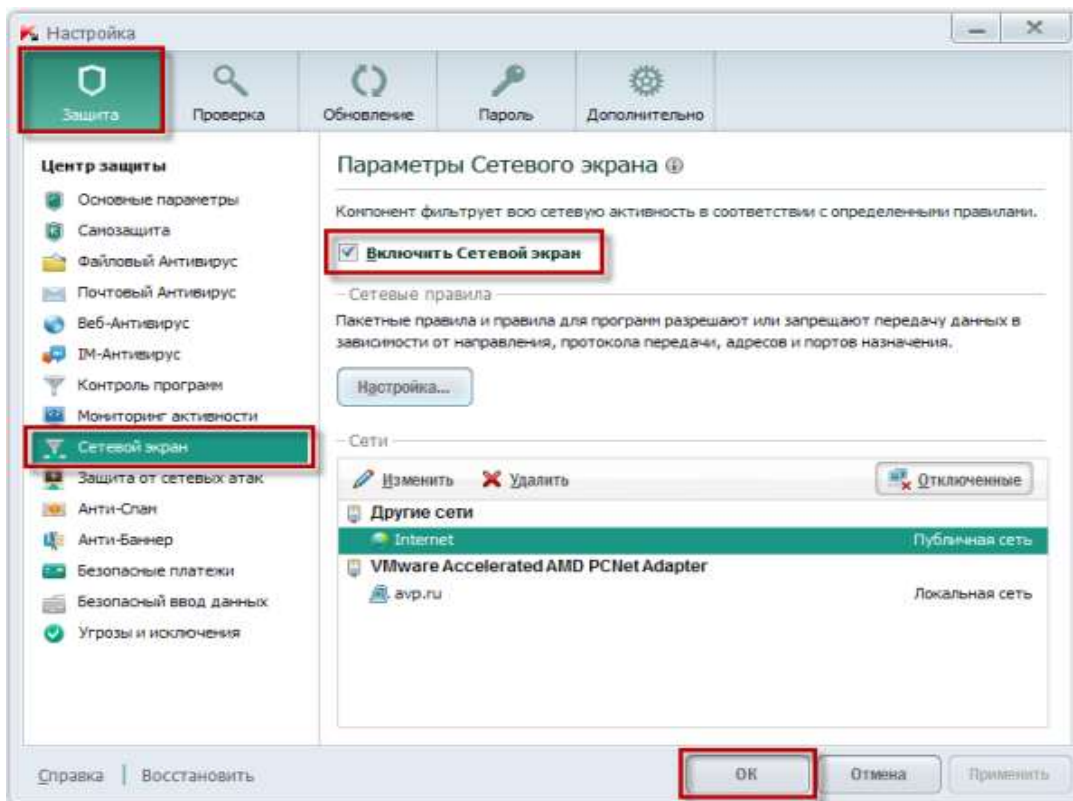 Настройка
Защита
Проверка
Обновление
Пароль
Дополнительно
Центр защиты
Основные параметры
Самозащита
Файловый Антивирус
Почтовый Антивирус
Веб-Антивирус
IM-Антивирус
Контроль программ
Мониторинг активности
Сетевой экран
Защита от сетевых атак
Анти-Спам
Анти-Баннер
Безопасные платежи
Безопасный ввод данных
Угрозы и исключения
Параметры Сетевого экрана
Компонент фильтрует всю сетевую активность в соответствии с определенными правилами.
Включить Сетевой экран
Сетевые правила
Пакетные правила и правила для программ разрешают или запрещают передачу данных в
зависимости от направления, протокола передачи, адресов и портов назначения.
Настройка...
Сети
Изменить Удалить Отключенные
Другие сети
Internet Публичная сеть
VMware Accelerated AMD PCNet Adapter
avp.ru Локальная сеть
Справка | Восстановить
ОК Отмена Применить